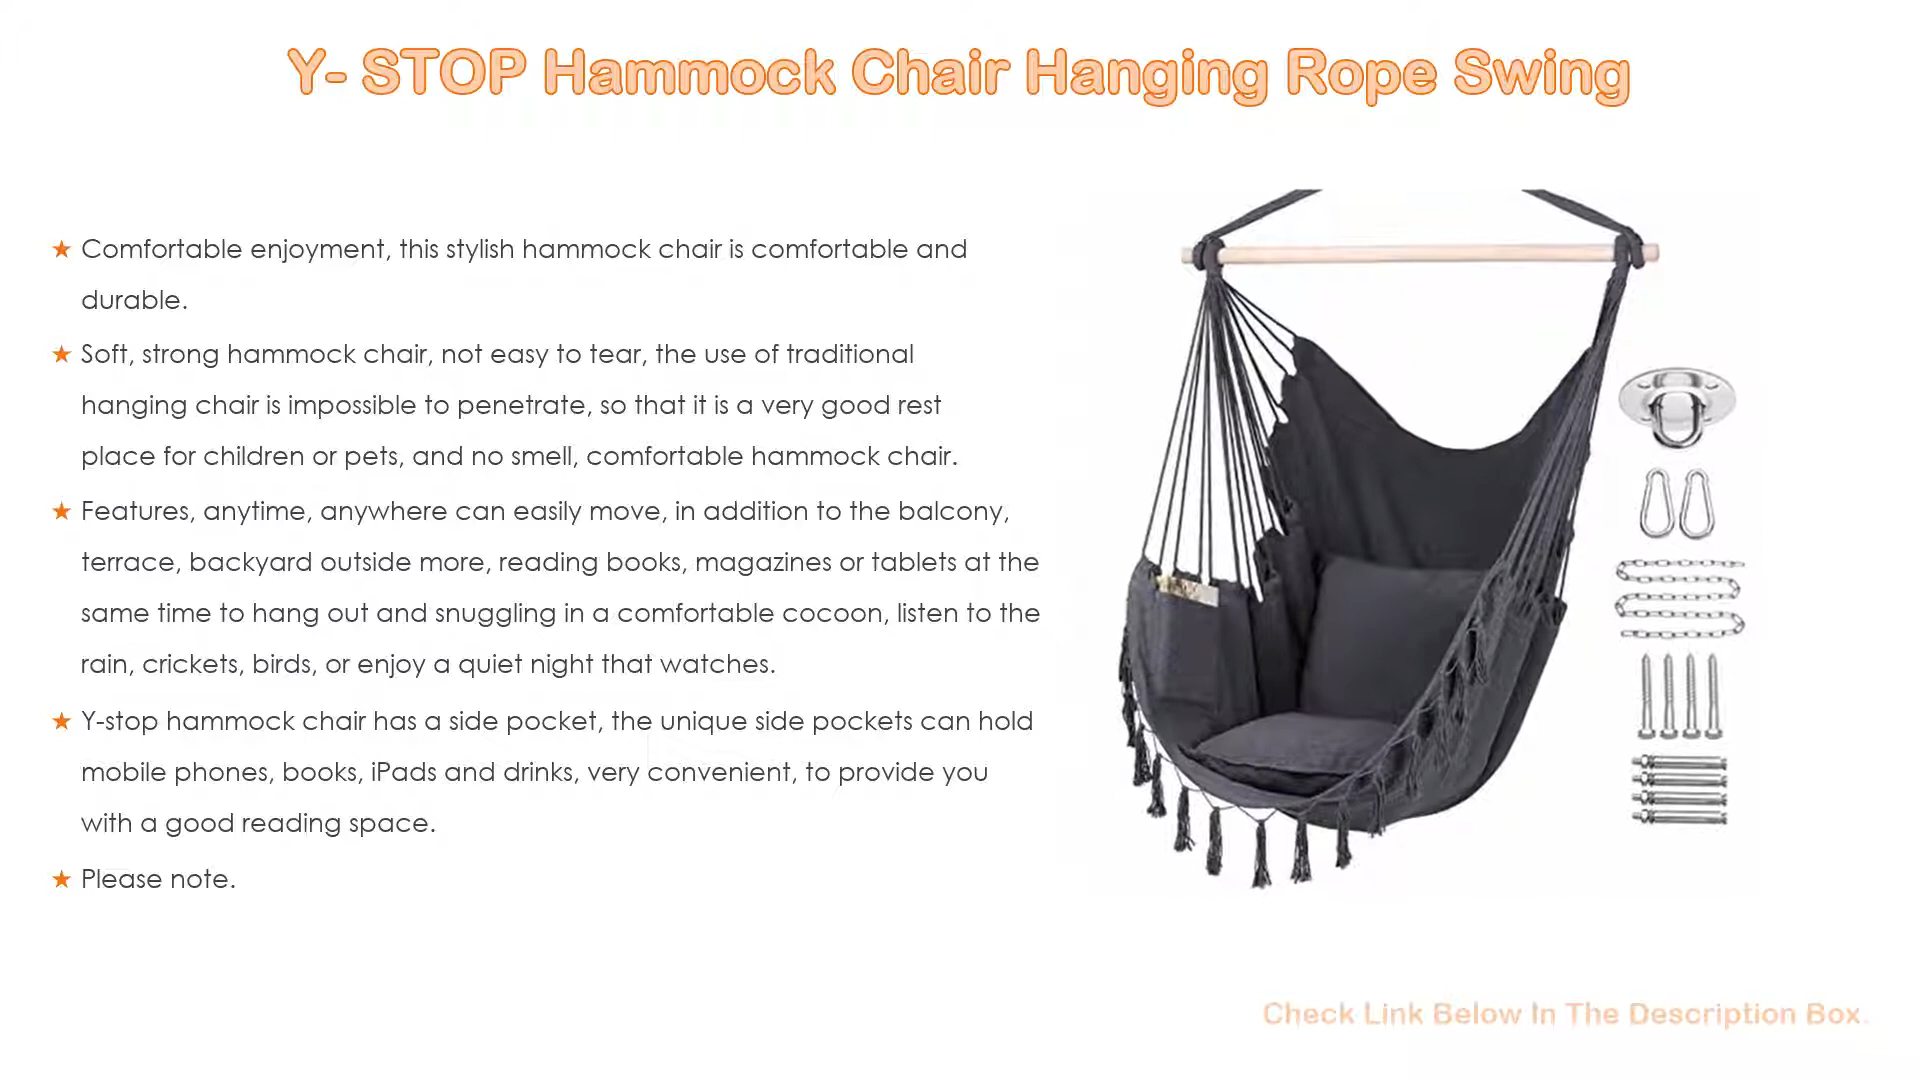 Y- STOP Hammock Chair Hanging Rope Swing
★ Comfortable enjoyment, this stylish hammock chair is comfortable and
durable.
★ Soft, strong hammock chair, not easy to tear, the use of traditional
hanging chair is impossible to penetrate, so that it is a very good rest
place for children or pets, and no smell, comfortable hammock chair.
★ Features, anytime, anywhere can easily move, in addition to the balcony,
terrace, backyard outside more, reading books, magazines or tablets at the
same time to hang out and snuggling in a comfortable cocoon, listen to the
rain, crickets, birds, or enjoy a quiet night that watches.
★ Y-stop hammock chair has a side pocket, the unique side pockets can hold
mobile phones, books, iPads and drinks, very convenient, to provide you
with a good reading space.
★ Please note.
Check Link Below In The Description Box.